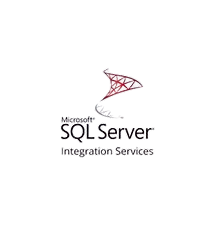 Microsoft®
SQL Server®
Integration Services